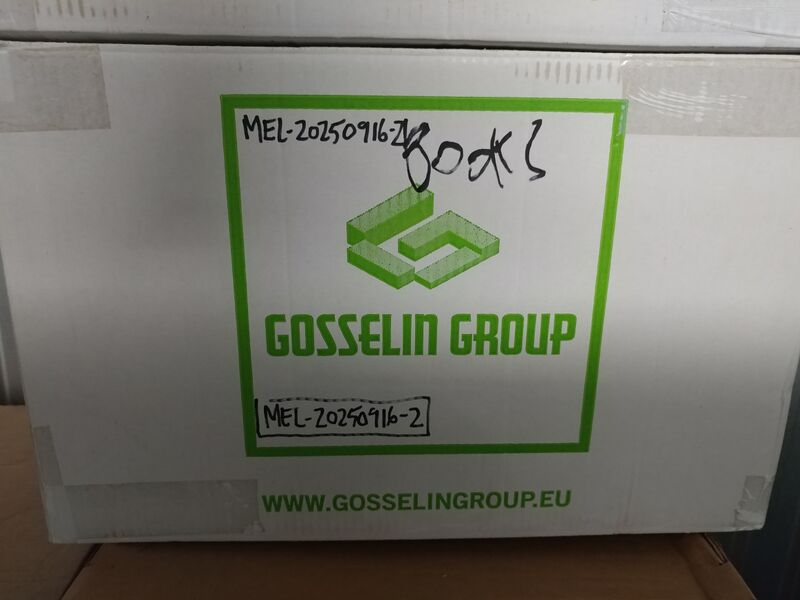 MEL-20250916-2
Books
GOSSELIN GROUP
MEL-20250916-2
WWW.GOSSELINGROUP.EU